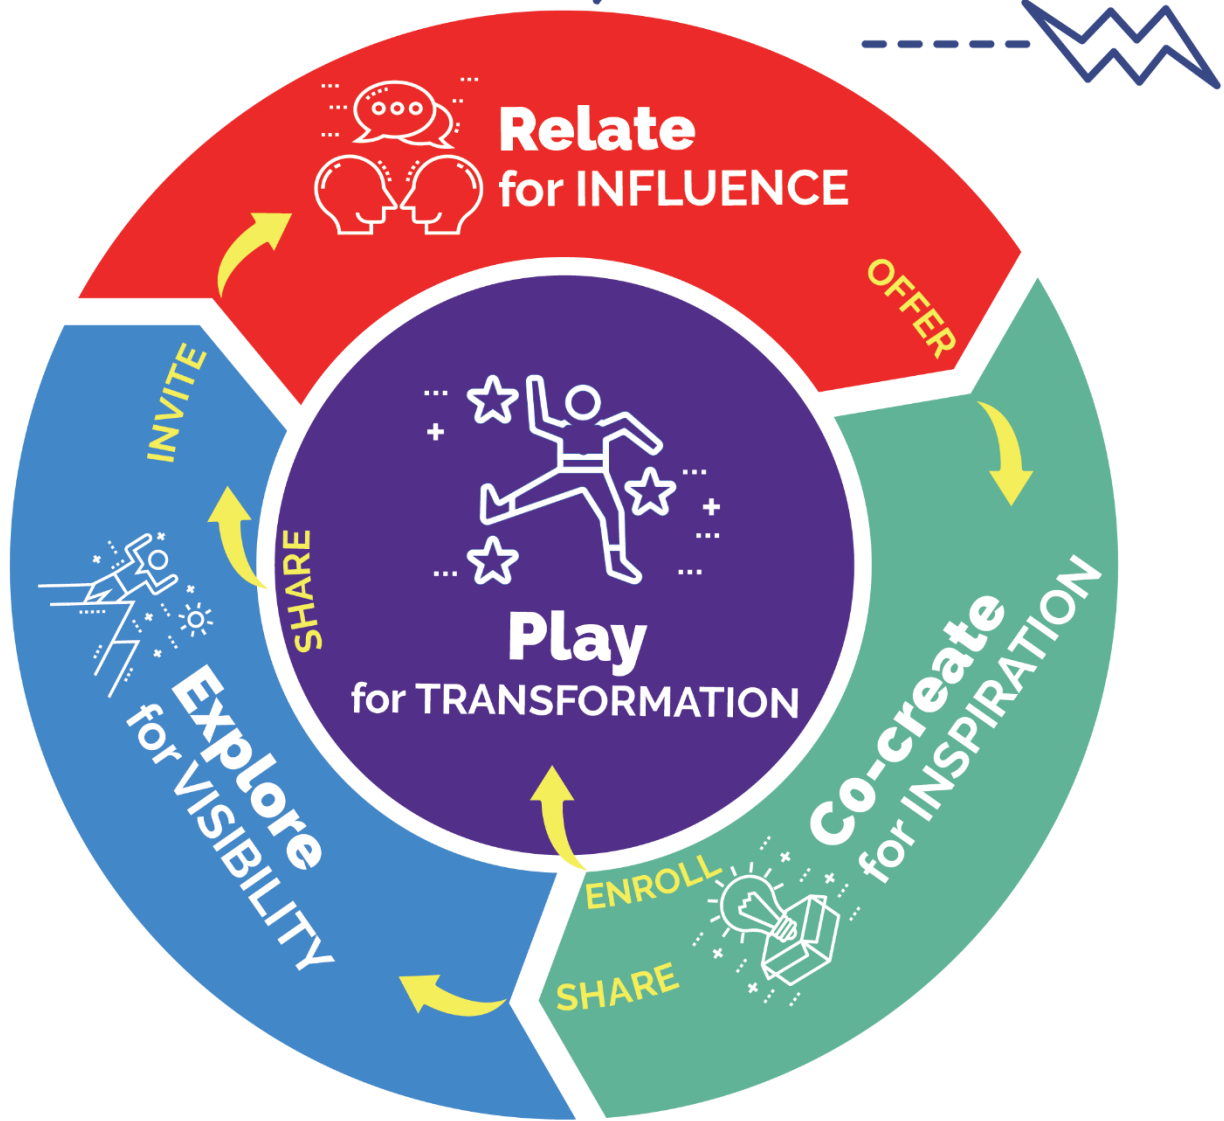 Relate
for INFLUENCE
OFFER
INVITE
SHARE
Play
for TRANSFORMATION
Explore
for VISIBILITY
Co-create
for INSPIRATION
ENROLL
SHARE